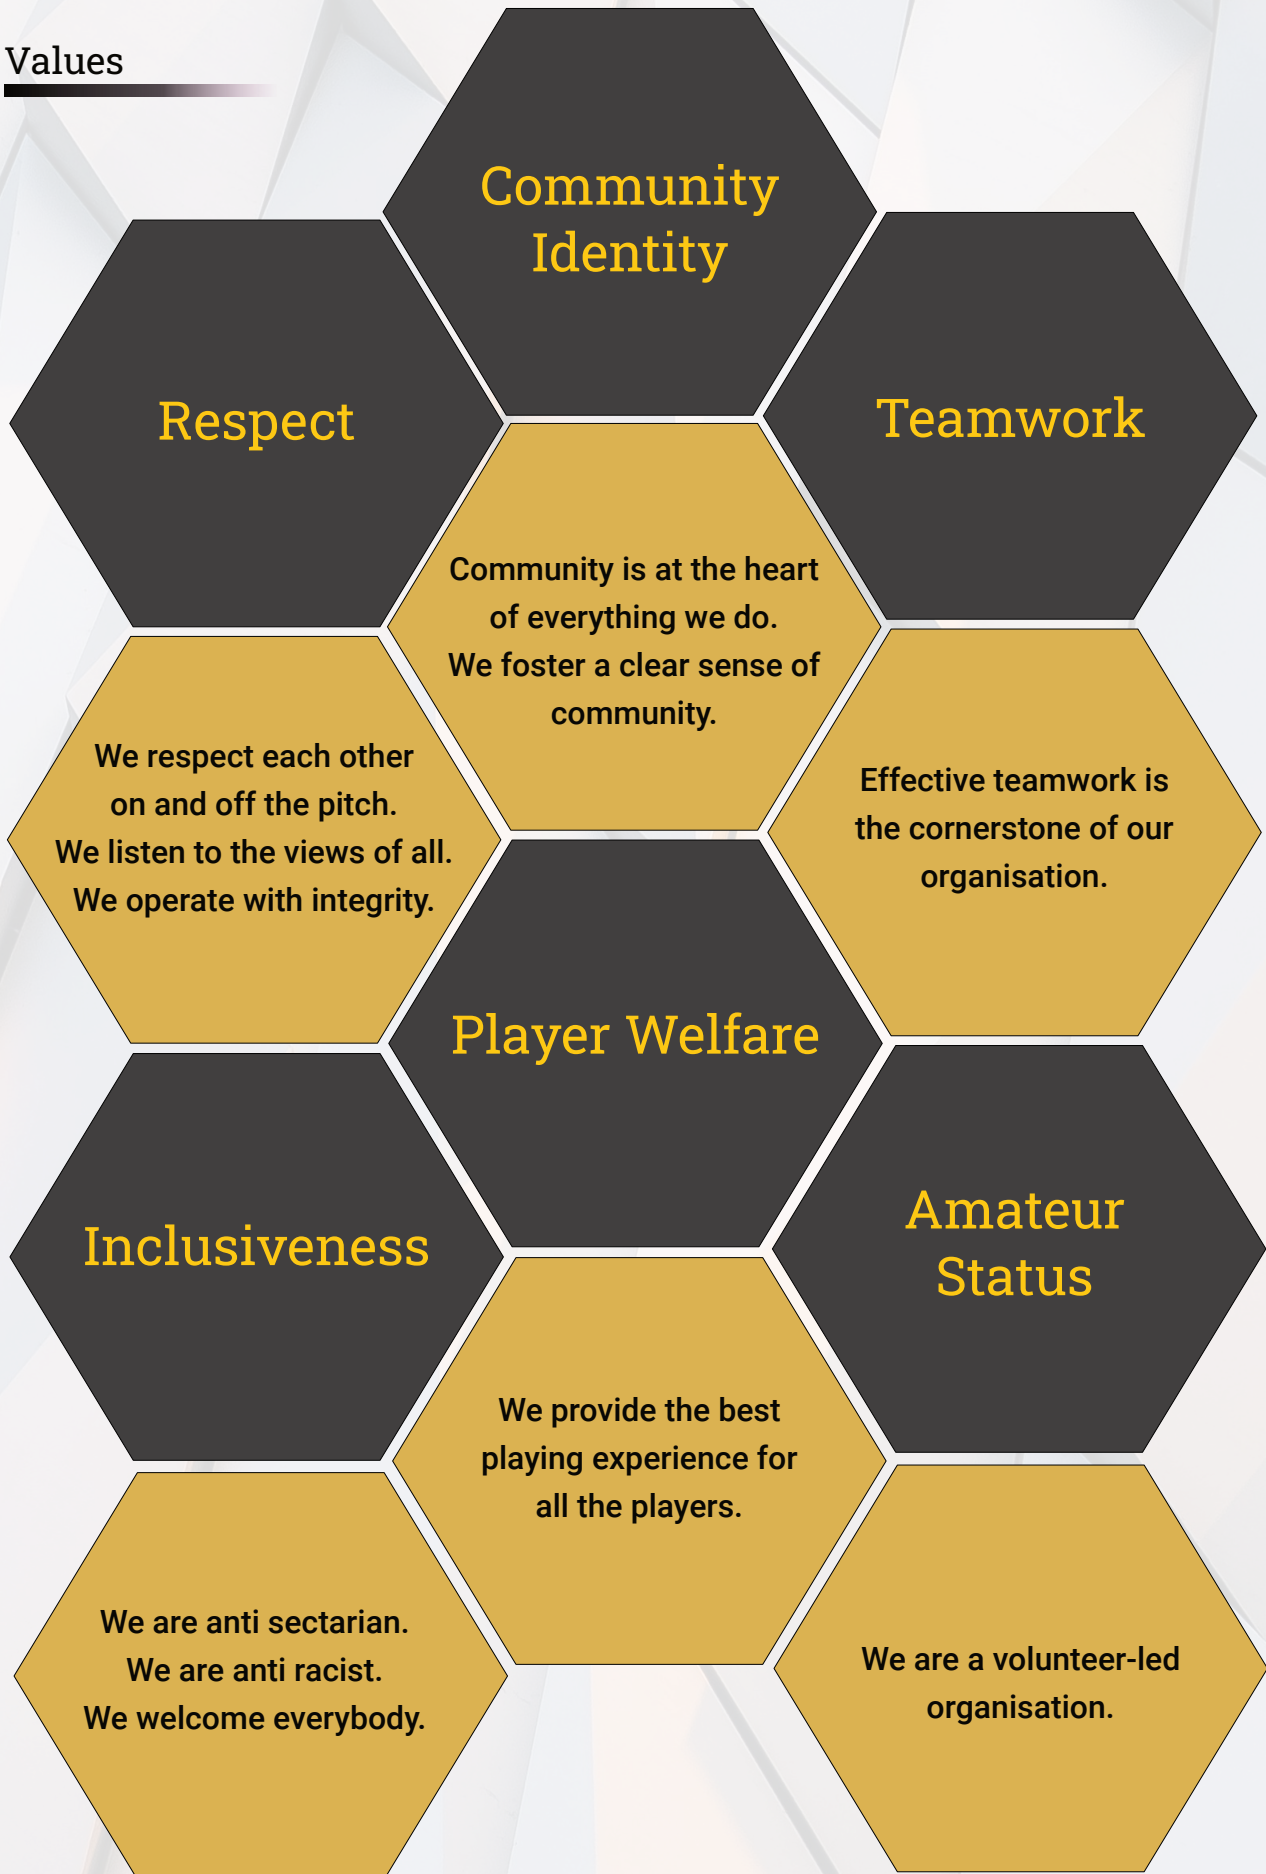 Values
Community
Identity
Respect
Teamwork
Community is at the heart
of everything we do.
We foster a clear sense of
community.
We respect each other
on and off the pitch.
We listen to the views of all.
We operate with integrity.
Effective teamwork is
the cornerstone of our
organisation.
Player Welfare
Inclusiveness
Amateur
Status
We provide the best
playing experience for
all the players.
We are anti sectarian.
We are anti racist.
We welcome everybody.
We are a volunteer-led
organisation.